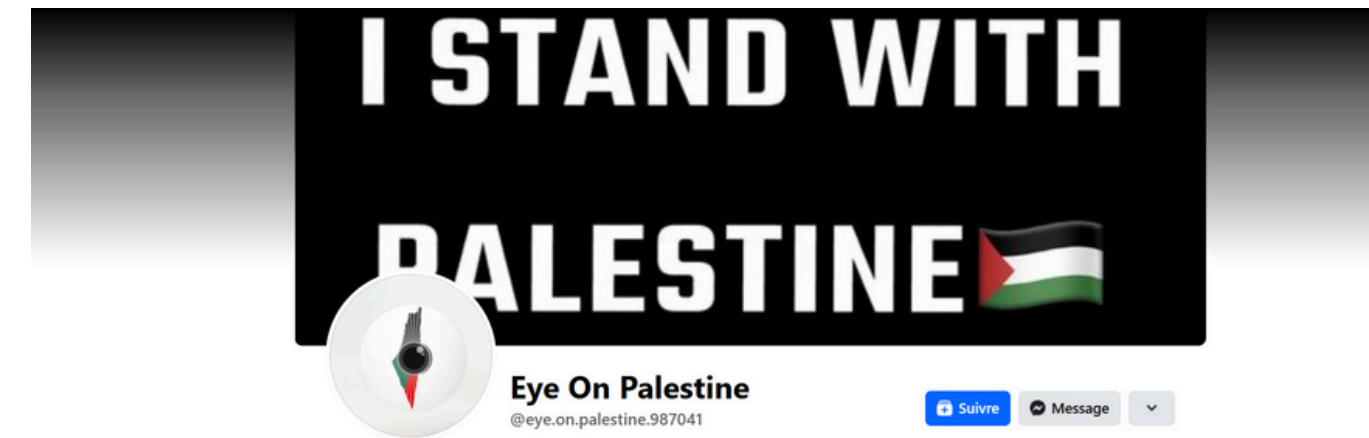 I STAND WITH
PALESTINE🇵🇸
Eye On Palestine
@eye.on.palestine.987041
Suivre
Message